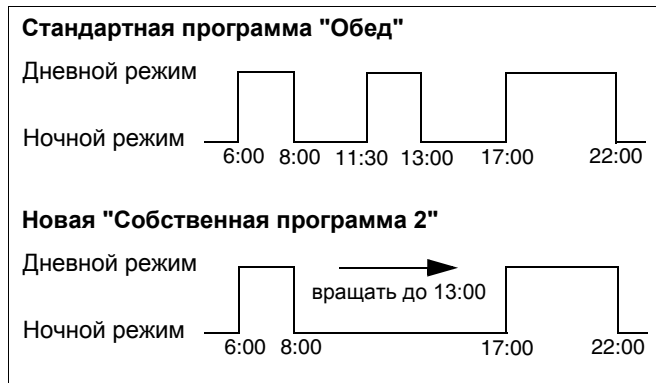 Стандартная программа "Обед"
Дневной режим
Ночной режим
6:00 8:00 11:30 13:00 17:00 22:00
Новая "Собственная программа 2"
Дневной режим
вращать до 13:00
Ночной режим
6:00 8:00 17:00 22:00